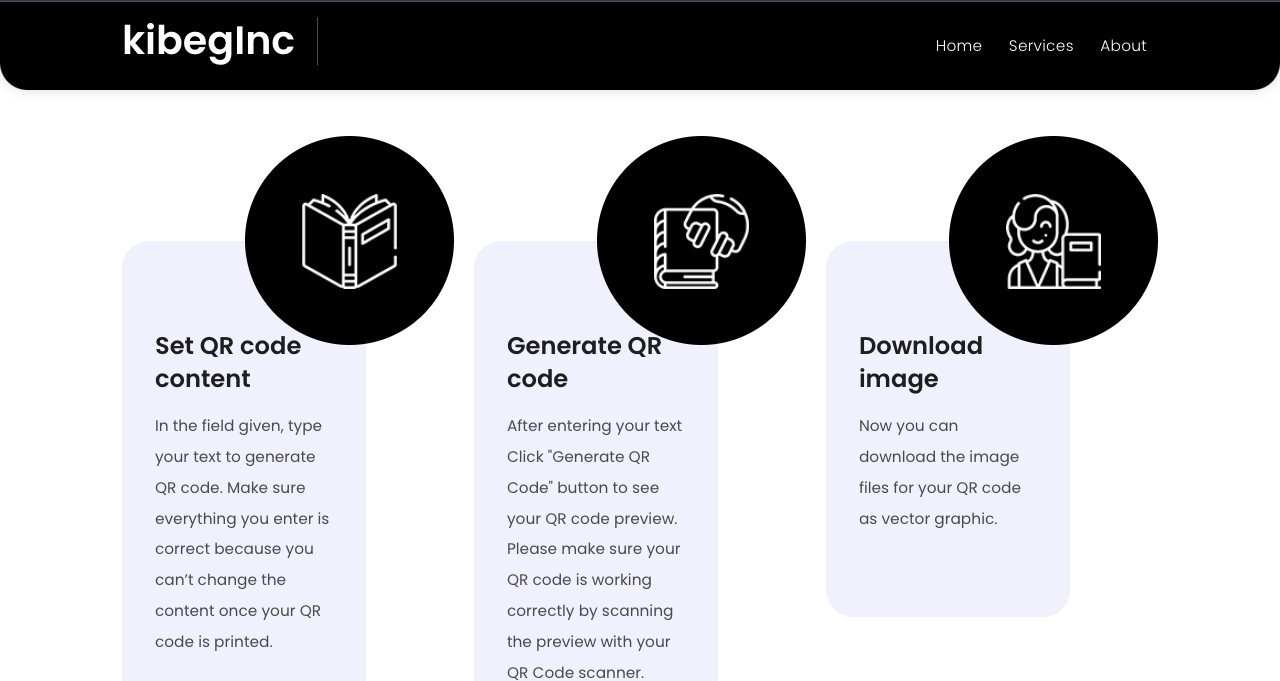 kibegInc
Home Services About
Set QR code
content
In the field given, type
your text to generate
QR code. Make sure
everything you enter is
correct because you
can’t change the
content once your QR
code is printed.
Generate QR
code
After entering your text
Click "Generate QR
Code" button to see
your QR code preview.
Please make sure your
QR code is working
correctly by scanning
the preview with your
QR Code scanner.
Download
image
Now you can
download the image
files for your QR code
as vector graphic.